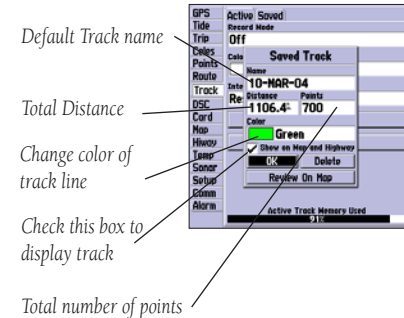 Default Track name
Total Distance
Change color of
track line
Check this box to
display track
Total number of points
GPS
Tide
Trip
Celes
Points
Route
Track
DSC
Card
Map
Hiway
Temp
Sonar
Setup
Comm
Alarm
Active Saved
Record Mode
Off
Saved Track
Name
10-MAR-04
Distance Points
1106.4 700
Color
Green
Show on Map and Highway
OK Delete
Review On Map
Active Track Memory Used
91%